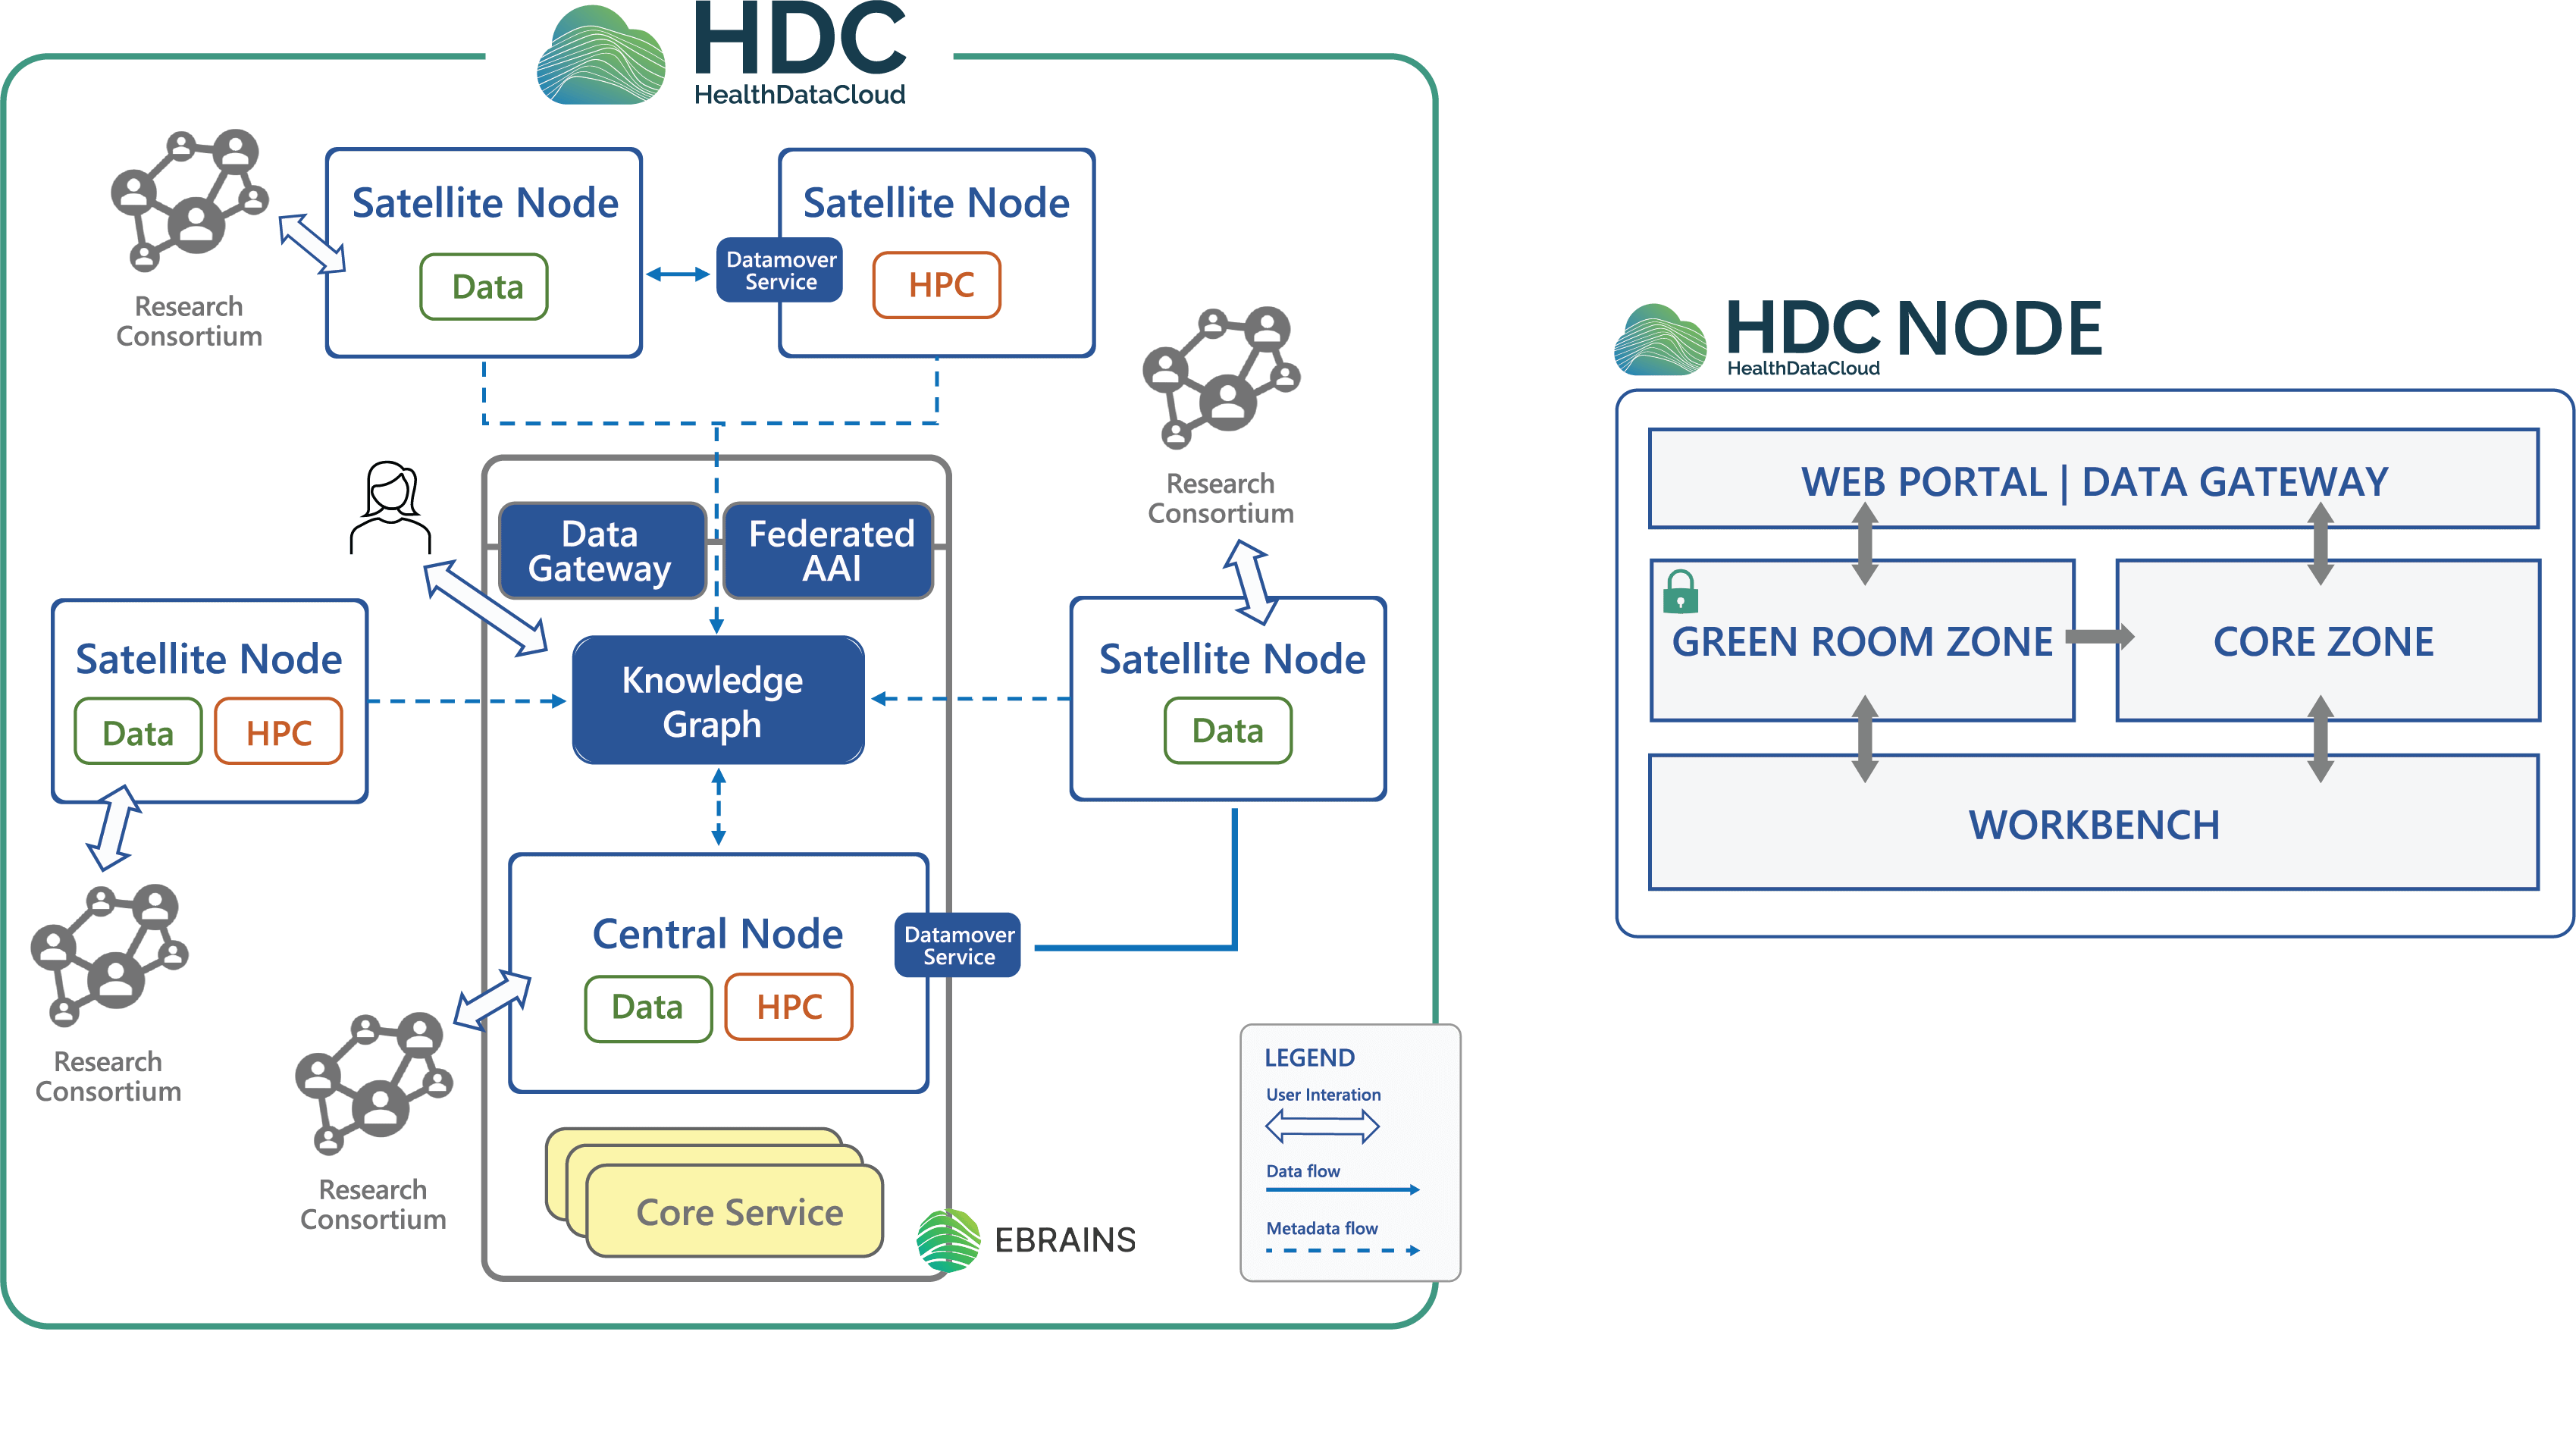 HDC
HealthDataCloud
Satellite Node
Data
Datamover
Service
Satellite Node
HPC
Research
Consortium
Research
Consortium
Data
Gateway
Federated
AAI
Satellite Node
Data
HPC
Knowledge
Graph
Satellite Node
Data
Central Node
Data
HPC
Datamover
Service
Research
Consortium
Research
Consortium
Core Service
EBRAINS
LEGEND
User Interation
Data flow
Metadata flow
HDC NODE
HealthDataCloud
WEB PORTAL | DATA GATEWAY
GREEN ROOM ZONE
CORE ZONE
WORKBENCH